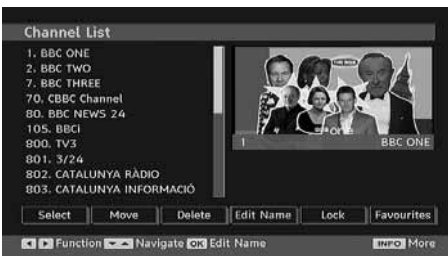 Channel List
1. BBC ONE
2. BBC TWO
7. BBC THREE
70. CBBC Channel
80. BBC NEWS 24
105. BBCi
800. TV3
801. 3/24
802. CATALUNYA RÀDIO
803. CATALUNYA INFORMACIÓ
ONE
1 BBC ONE
Select Move Delete Edit Name Lock Favourites
Function Navigate OK Edit Name INFO More